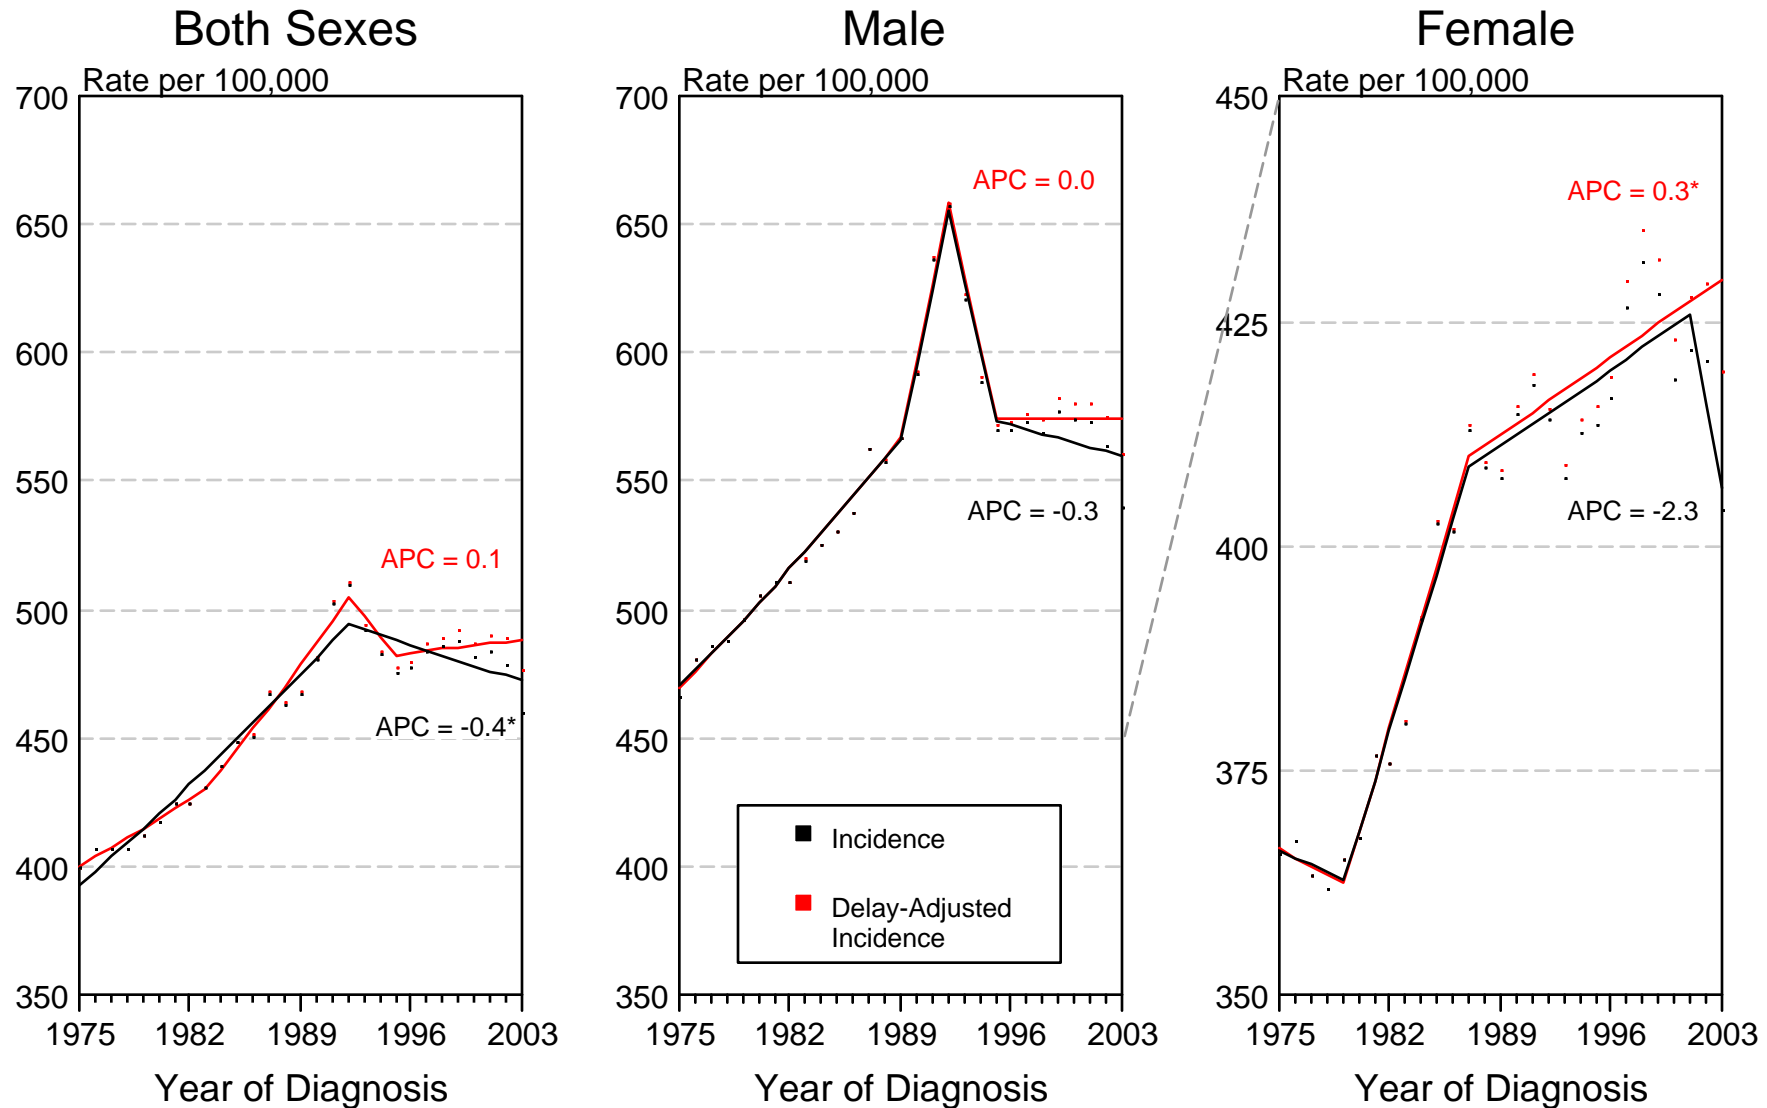 Both Sexes
Rate per 100,000
700
650
600
550
500
450
400
350
APC = 0.1
APC = -0.4*
1975 1982 1989 1996 2003
Year of Diagnosis
Male
Rate per 100,000
700
650
600
550
500
450
400
350
APC = 0.0
APC = -0.3
Incidence
Delay-Adjusted
Incidence
1975 1982 1989 1996 2003
Year of Diagnosis
Female
Rate per 100,000
450
425
400
375
350
APC = 0.3*
APC = -2.3
1975 1982 1989 1996 2003
Year of Diagnosis